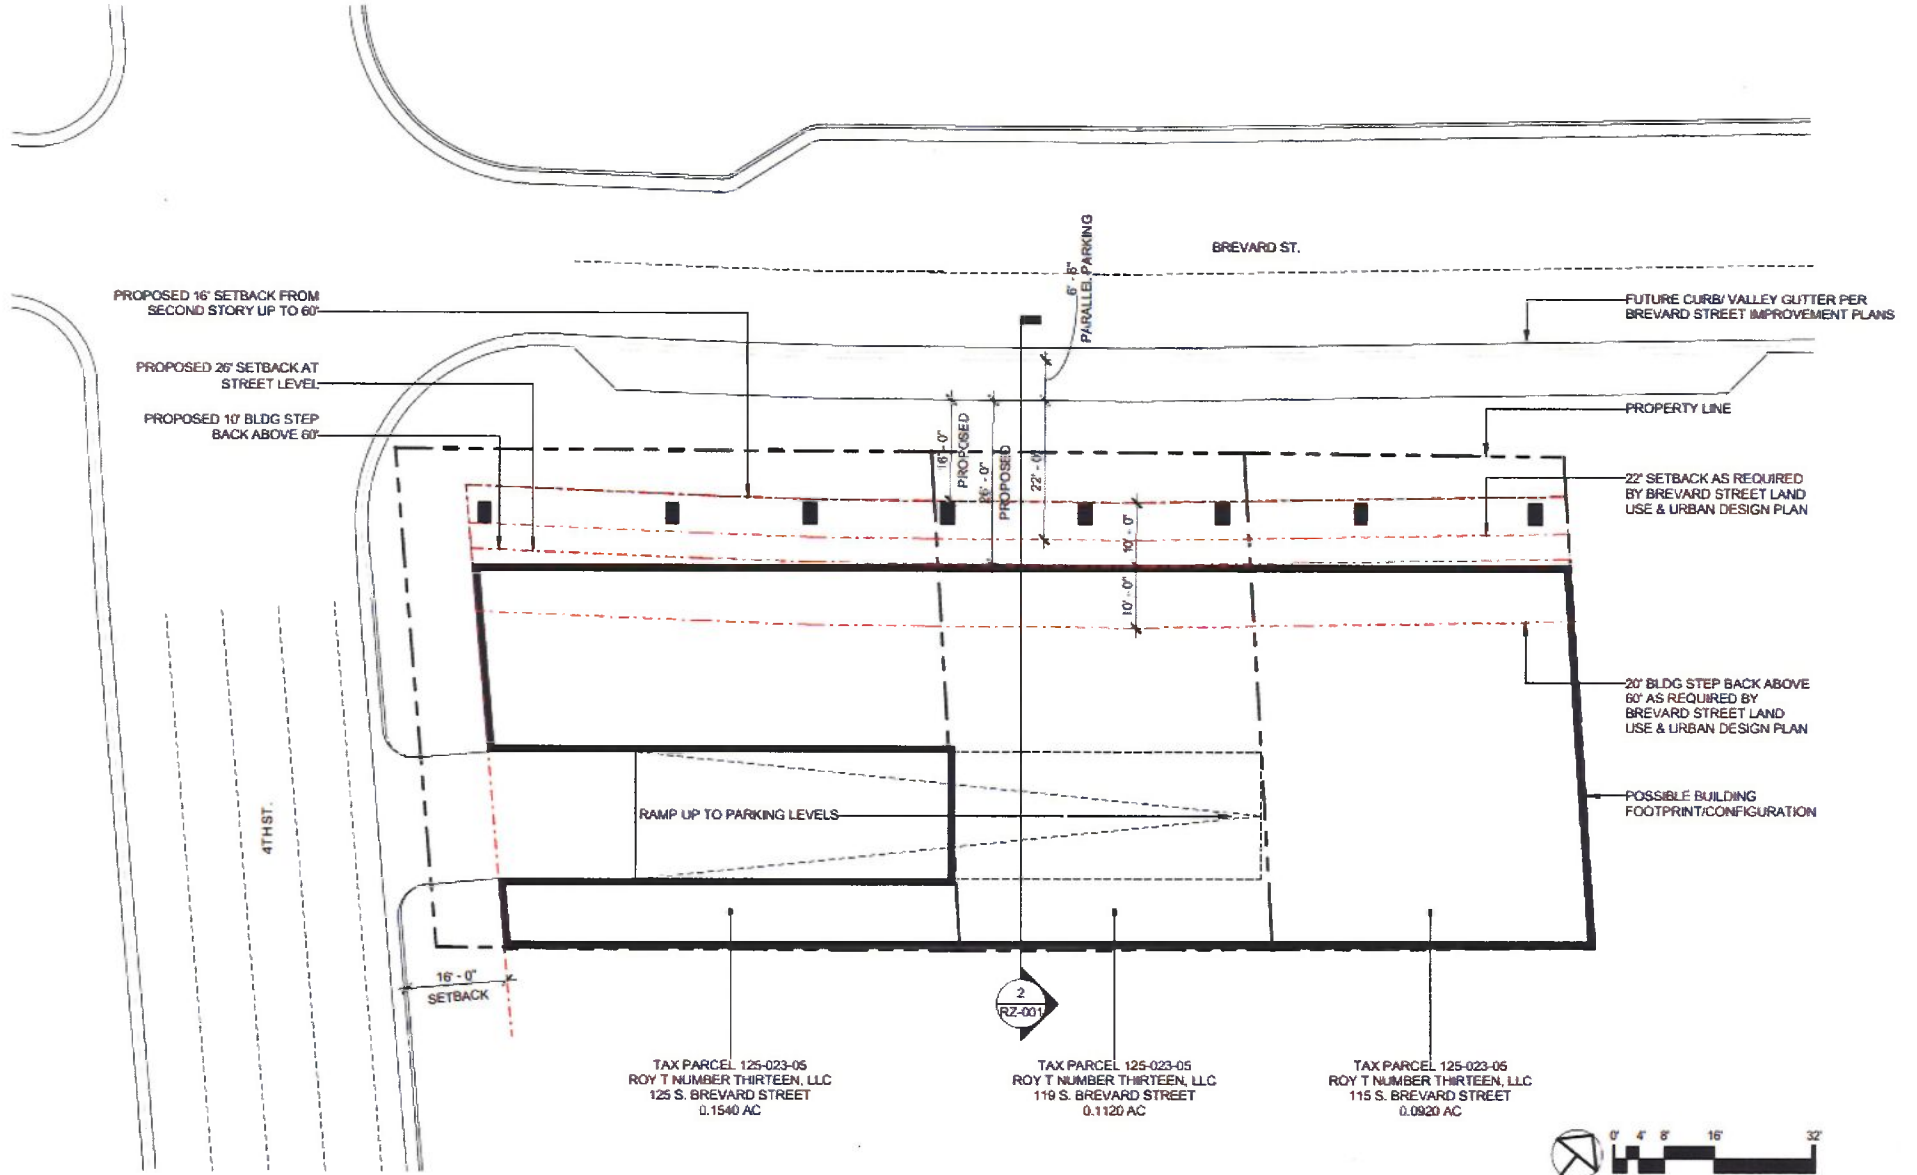 BREVARD ST.
6' - 8"
PARALLEL PARKING
PROPOSED 16' SETBACK FROM
SECOND STORY UP TO 60'
FUTURE CURB/ VALLEY GUTTER PER
BREVARD STREET IMPROVEMENT PLANS
PROPOSED 26' SETBACK AT
STREET LEVEL
PROPOSED 10' BLDG STEP
BACK ABOVE 60'
PROPERTY LINE
16' - 0"
PROPOSED
26' - 0"
PROPOSED
22' - 0"
22' SETBACK AS REQUIRED
BY BREVARD STREET LAND
USE & URBAN DESIGN PLAN
10' - 0"
10' - 0"
20' BLDG STEP BACK ABOVE
60' AS REQUIRED BY
BREVARD STREET LAND
USE & URBAN DESIGN PLAN
4TH ST.
RAMP UP TO PARKING LEVELS
POSSIBLE BUILDING
FOOTPRINT/CONFIGURATION
16' - 0"
SETBACK
2
RZ-001
TAX PARCEL 125-023-05
ROY T NUMBER THIRTEEN, LLC
125 S. BREVARD STREET
0.1540 AC
TAX PARCEL 125-023-05
ROY T NUMBER THIRTEEN, LLC
119 S. BREVARD STREET
0.1120 AC
TAX PARCEL 125-023-05
ROY T NUMBER THIRTEEN, LLC
115 S. BREVARD STREET
0.0920 AC
0' 4' 8' 16' 32'